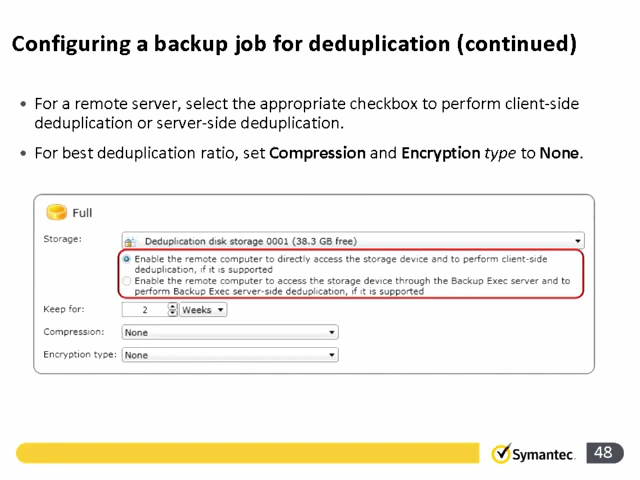 Configuring a backup job for deduplication (continued)
• For a remote server, select the appropriate checkbox to perform client-side
deduplication or server-side deduplication.
• For best deduplication ratio, set Compression and Encryption type to None.
Full
Storage: Deduplication disk storage 0001 (38.3 GB free)
Enable the remote computer to directly access the storage device and to perform client-side
deduplication, if it is supported
Enable the remote computer to access the storage device through the Backup Exec server and to
perform Backup Exec server-side deduplication, if it is supported
Keep for: 2 Weeks
Compression: None
Encryption type: None
Symantec. 48